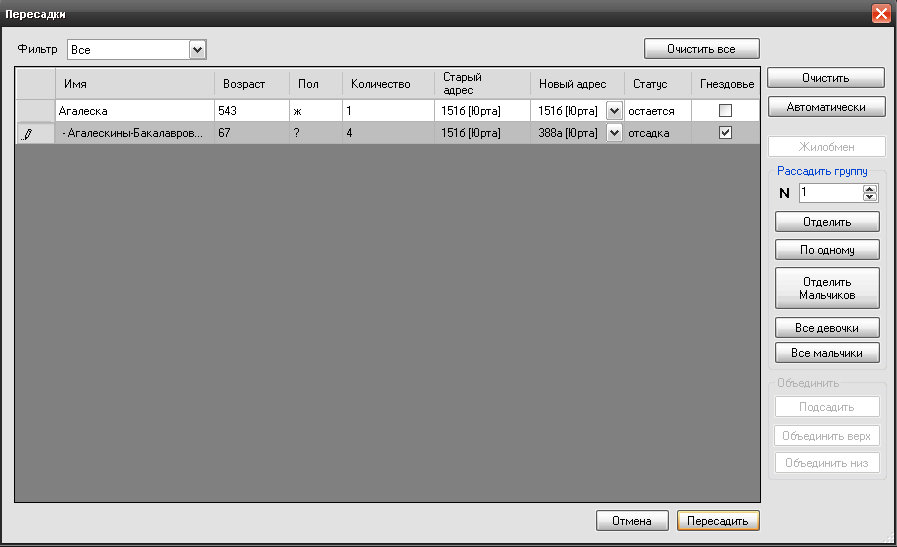 Пересадки
Фильтр Все Очистить все
Имя Возраст Пол Количество Старый адрес Новый адрес Статус Гнездовье
Агалеска 543 ж 1 151б [Юрта] 151б [Юрта] остается
- Агалескины-Бакалавров... 67 ? 4 151б [Юрта] 388а [Юрта] отсадка
Очистить
Автоматически
Жилобмен
Рассадить группу
N 1
Отделить
По одному
Отделить
Мальчиков
Все девочки
Все мальчики
Объединить
Подсадить
Объединить верх
Объединить низ
Отмена Пересадить